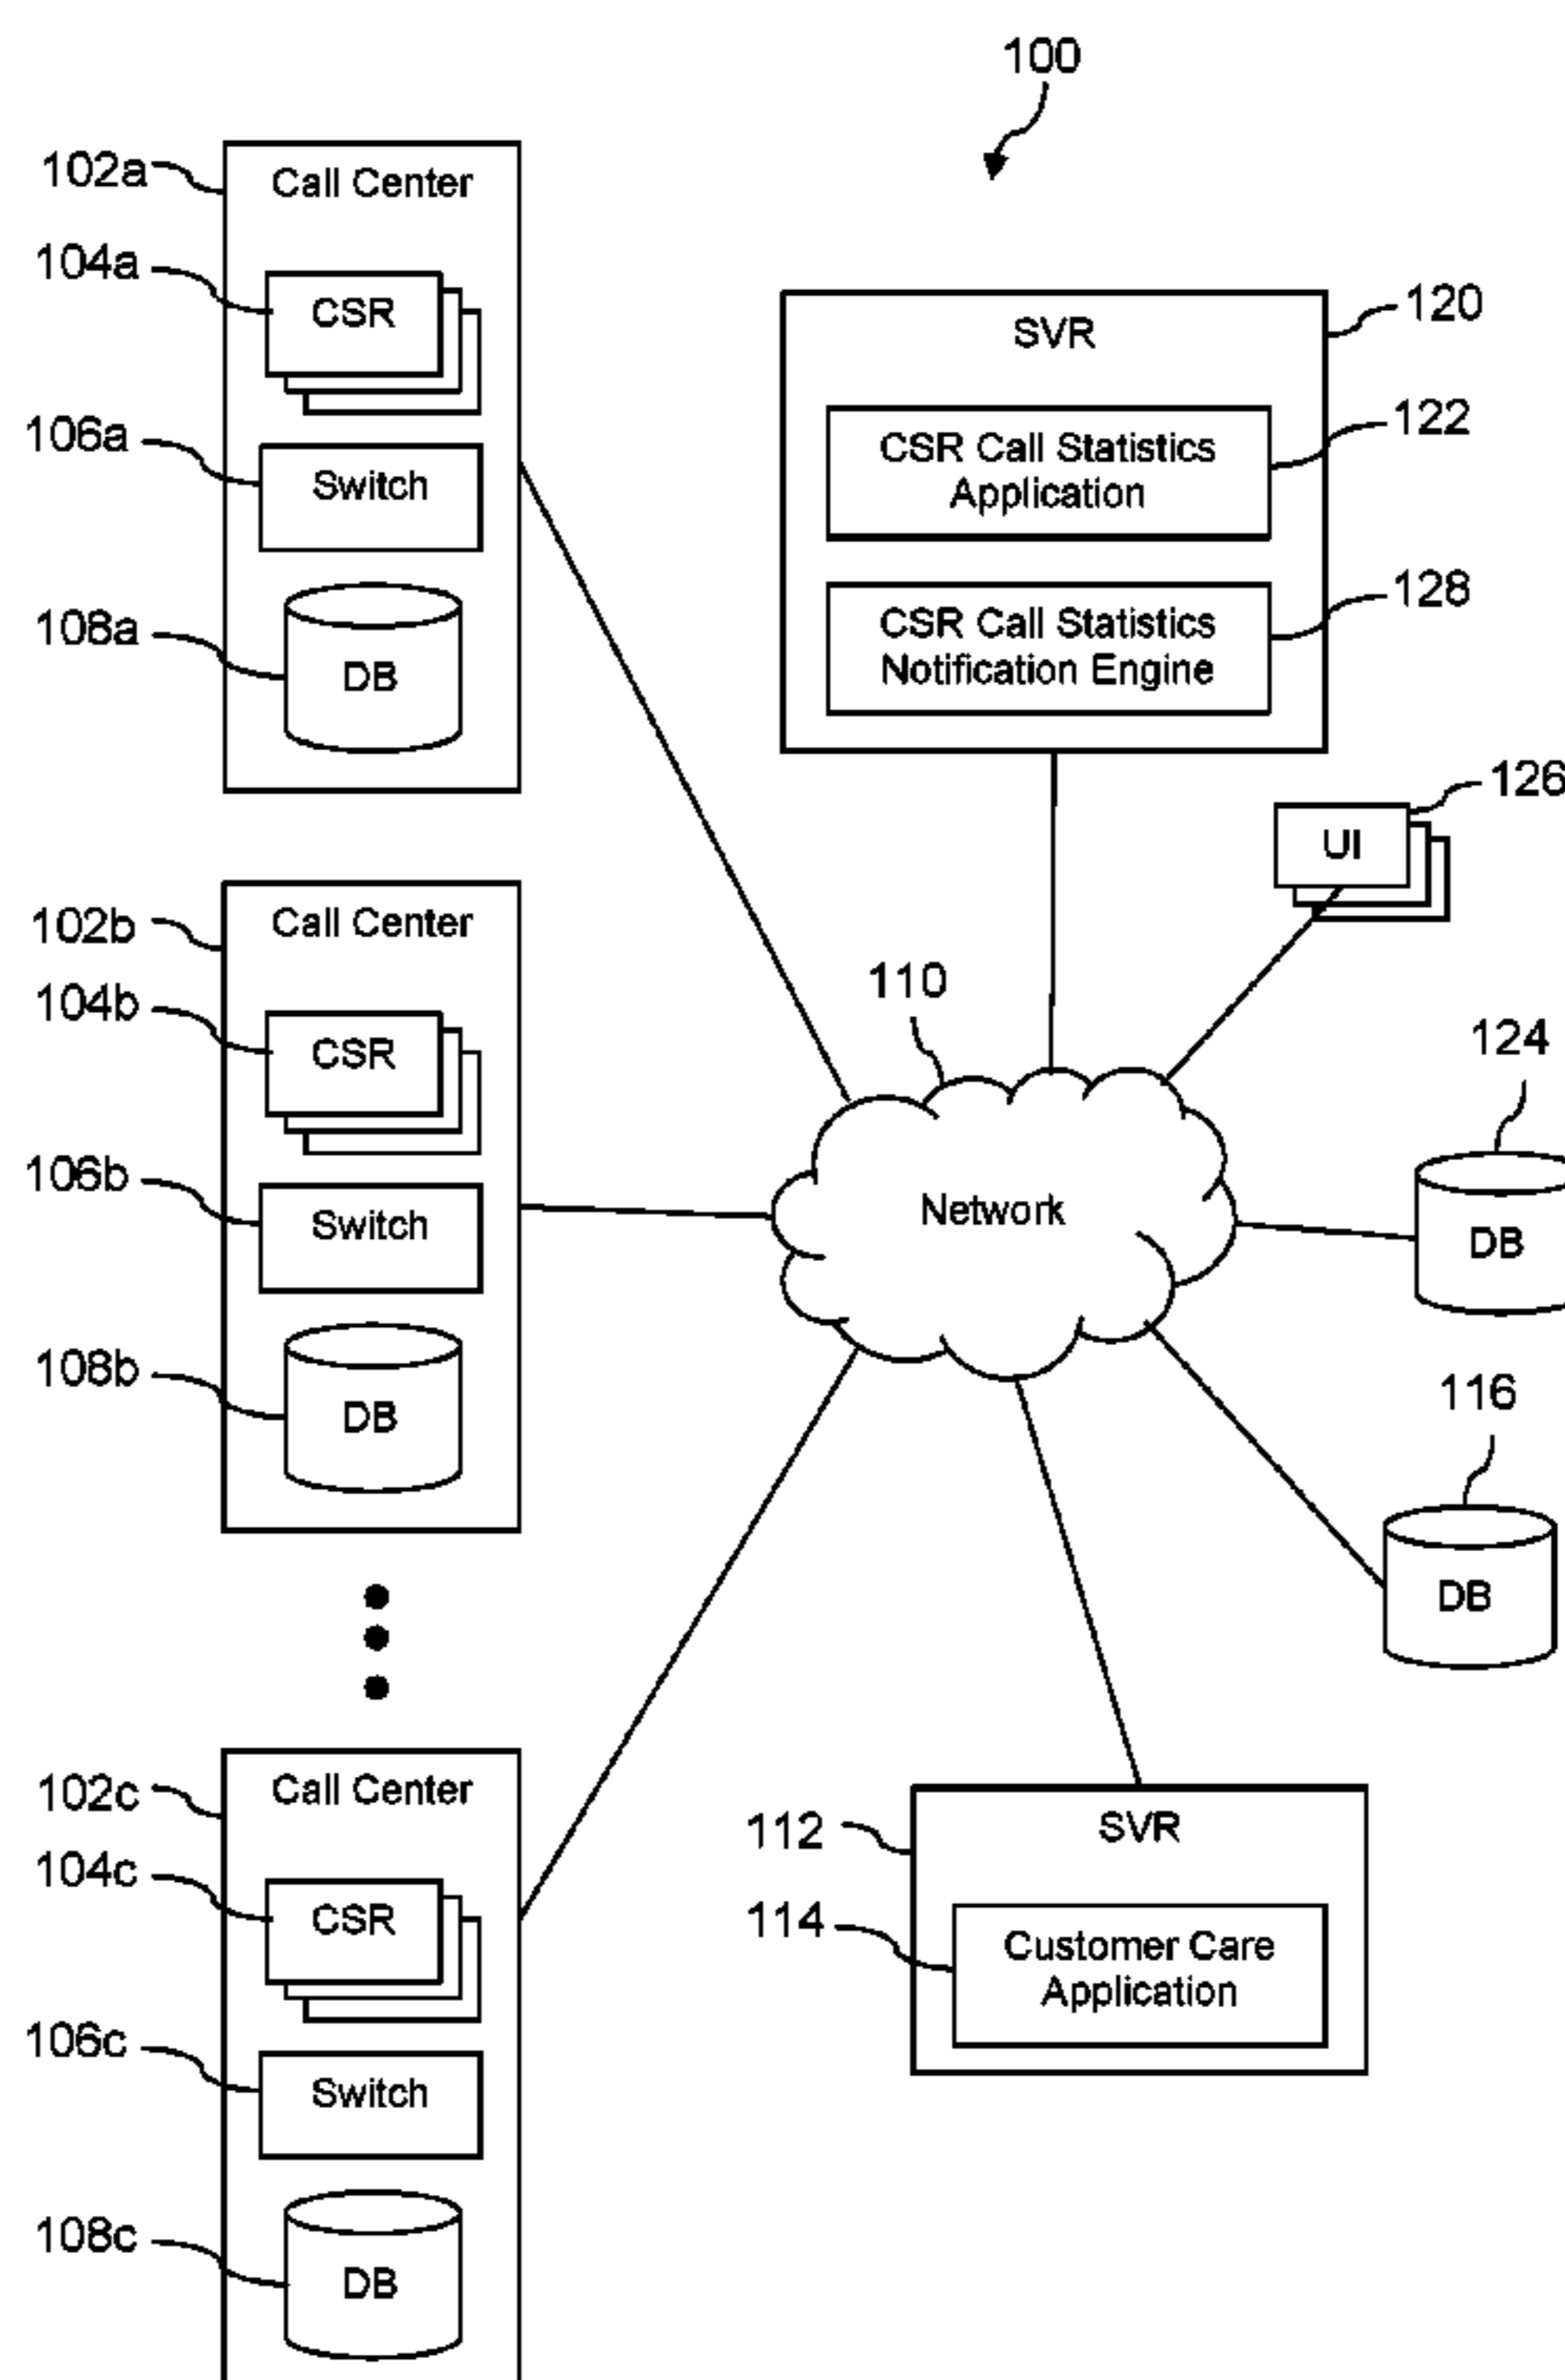 100
102a
Call Center
104a
CSR
106a
Switch
108a
DB
120
SVR
122
CSR Call Statistics
Application
128
CSR Call Statistics
Notification Engine
126
UI
102b
Call Center
104b
CSR
106b
Switch
108b
DB
110
Network
124
DB
116
DB
102c
Call Center
104c
CSR
106c
Switch
108c
DB
112
SVR
114
Customer Care
Application